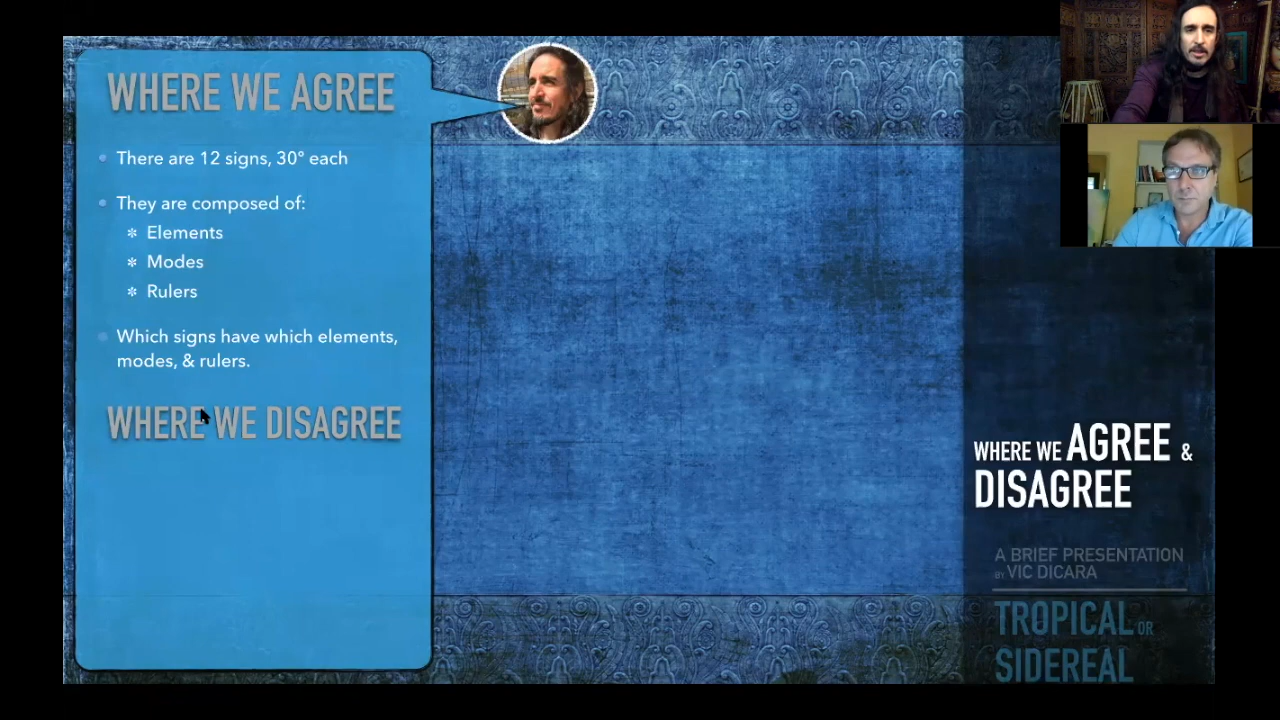 WHERE WE AGREE
There are 12 signs, 30° each
They are composed of:
Elements
Modes
Rulers
Which signs have which elements,
modes, & rulers.
WHERE WE DISAGREE
WHERE WE AGREE &
DISAGREE
A BRIEF PRESENTATION
BY VIC DICARA
TROPICAL OR
SIDEREAL